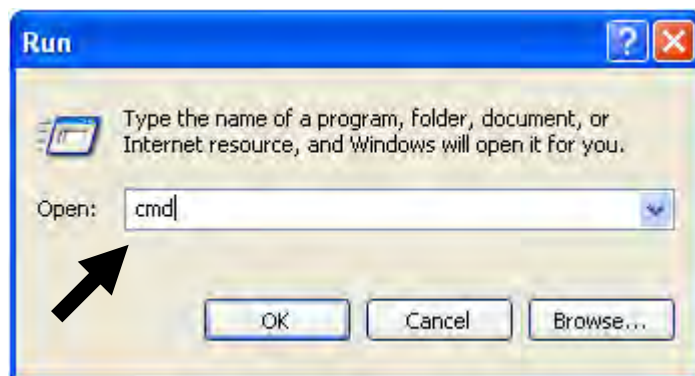 Run
Type the name of a program, folder, document, or
Internet resource, and Windows will open it for you.
Open: cmd
OK Cancel Browse...